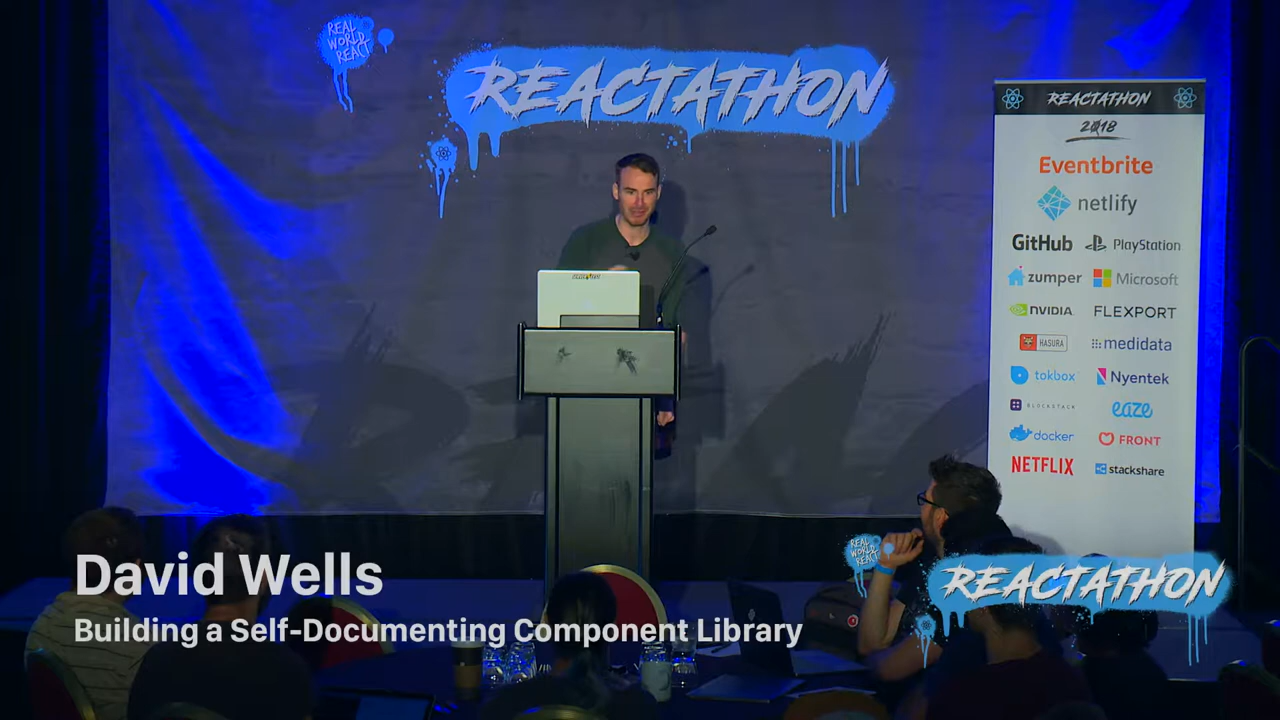 REAL
WORLD
REACT
REACTATHON
REACTATHON
2018
Eventbrite
netlify
GitHub PlayStation
zumper Microsoft
NVIDIA FLEXPORT
HASURA medidata
tokbox Nyentek
BLOCKSTACK eaze
docker FRONT
NETFLIX stackshare
David Wells
Building a Self-Documenting Component Library
REAL
WORLD
REACT
REACTATHON